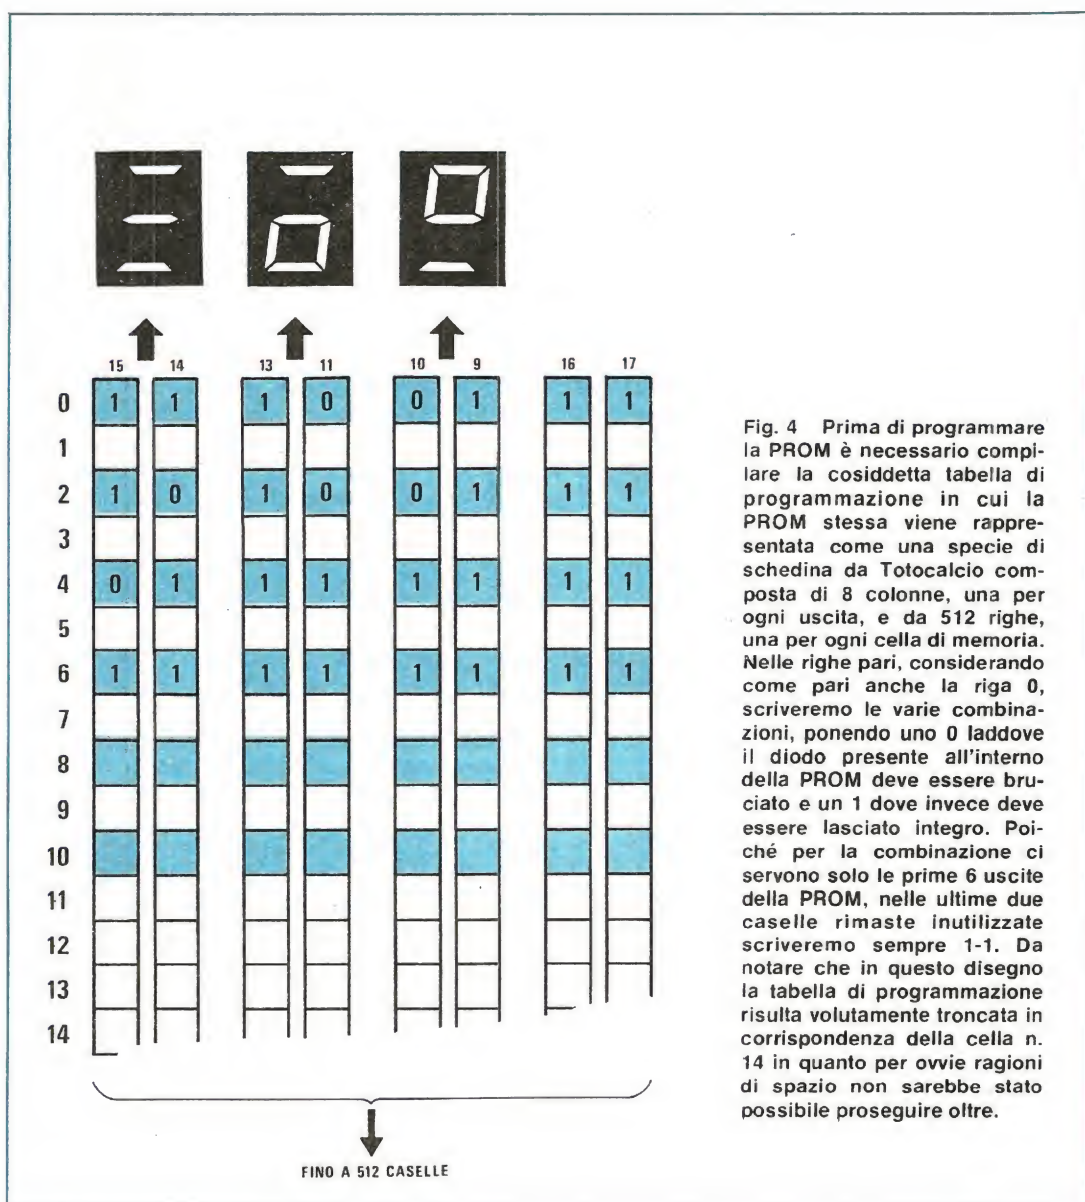 15 14 13 11 10 9 16 17
0 1 1 1 0 0 1 1 1
1
2 1 0 1 0 0 1 1 1
3
4 0 1 1 1 1 1 1 1
5
6 1 1 1 1 1 1 1 1
7
8
9
10
11
12
13
14
FINO A 512 CASELLE
Fig. 4 Prima di programmare
la PROM è necessario compi-
lare la cosiddetta tabella di
programmazione in cui la
PROM stessa viene rappre-
sentata come una specie di
schedina da Totocalcio com-
posta di 8 colonne, una per
ogni uscita, e da 512 righe,
una per ogni cella di memoria.
Nelle righe pari, considerando
come pari anche la riga 0,
scriveremo le varie combina-
zioni, ponendo uno 0 laddove
il diodo presente all'interno
della PROM deve essere bru-
ciato e un 1 dove invece deve
essere lasciato integro. Poi-
ché per la combinazione ci
servono solo le prime 6 uscite
della PROM, nelle ultime due
caselle rimaste inutilizzate
scriveremo sempre 1-1. Da
notare che in questo disegno
la tabella di programmazione
risulta volutamente troncata in
corrispondenza della cella n.
14 in quanto per ovvie ragioni
di spazio non sarebbe stato
possibile proseguire oltre.